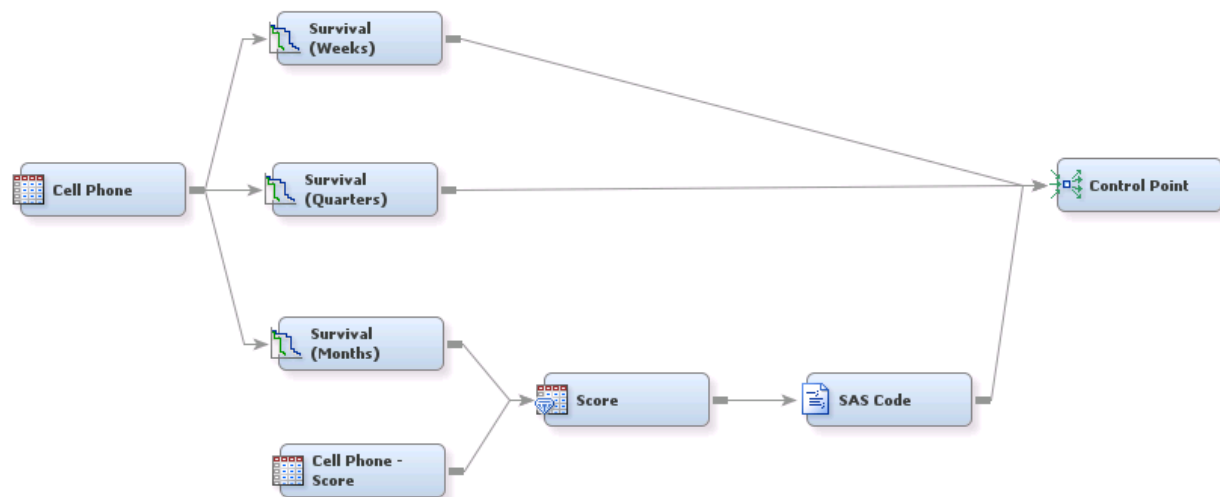 Survival
(Weeks)
Cell Phone
Survival
(Quarters)
Control Point
Survival
(Months)
Score
SAS Code
Cell Phone -
Score